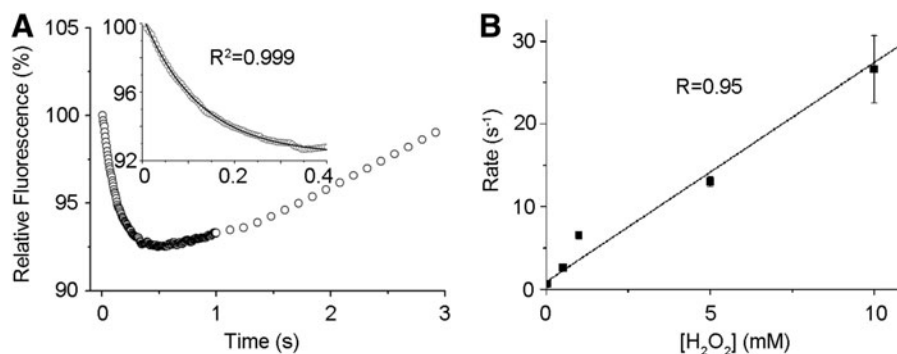 A
105
100
95
90
Relative Fluorescence (%)
0
1
2
3
Time (s)
100
96
92
0
0.2
0.4
R²=0.999
B
30
20
10
0
Rate (s⁻¹)
R=0.95
0
5
10
[H₂O₂] (mM)